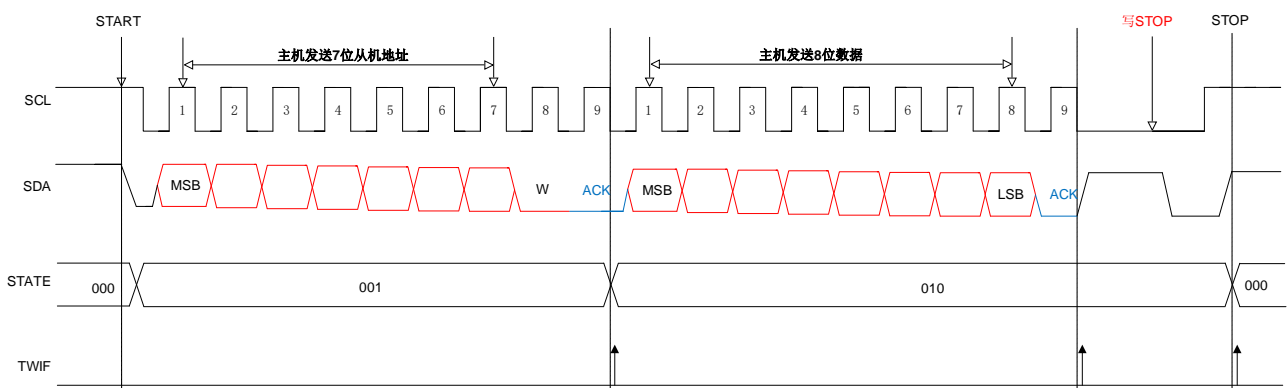 START
写STOP
STOP
主机发送7位从机地址
主机发送8位数据
SCL
1 2 3 4 5 6 7 8 9 1 2 3 4 5 6 7 8 9
SDA
MSB W ACK MSB LSB ACK
STATE
000 001 010 000
TWIF